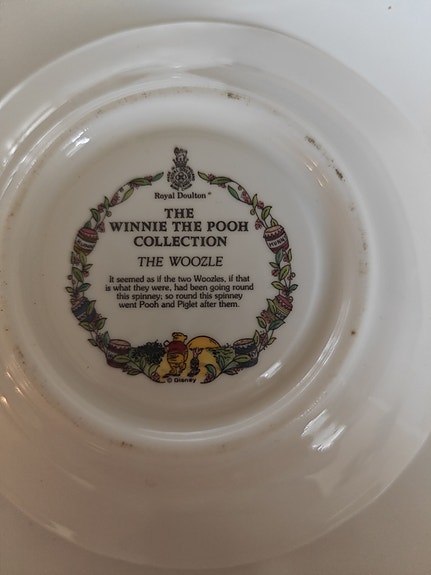 Royal Doulton®
THE
WINNIE THE POOH
COLLECTION
THE WOOZLE
It seemed as if the two Woozles, if that
is what they were, had been going round
this spinney; so round this spinney
went Pooh and Piglet after them.
© Disney